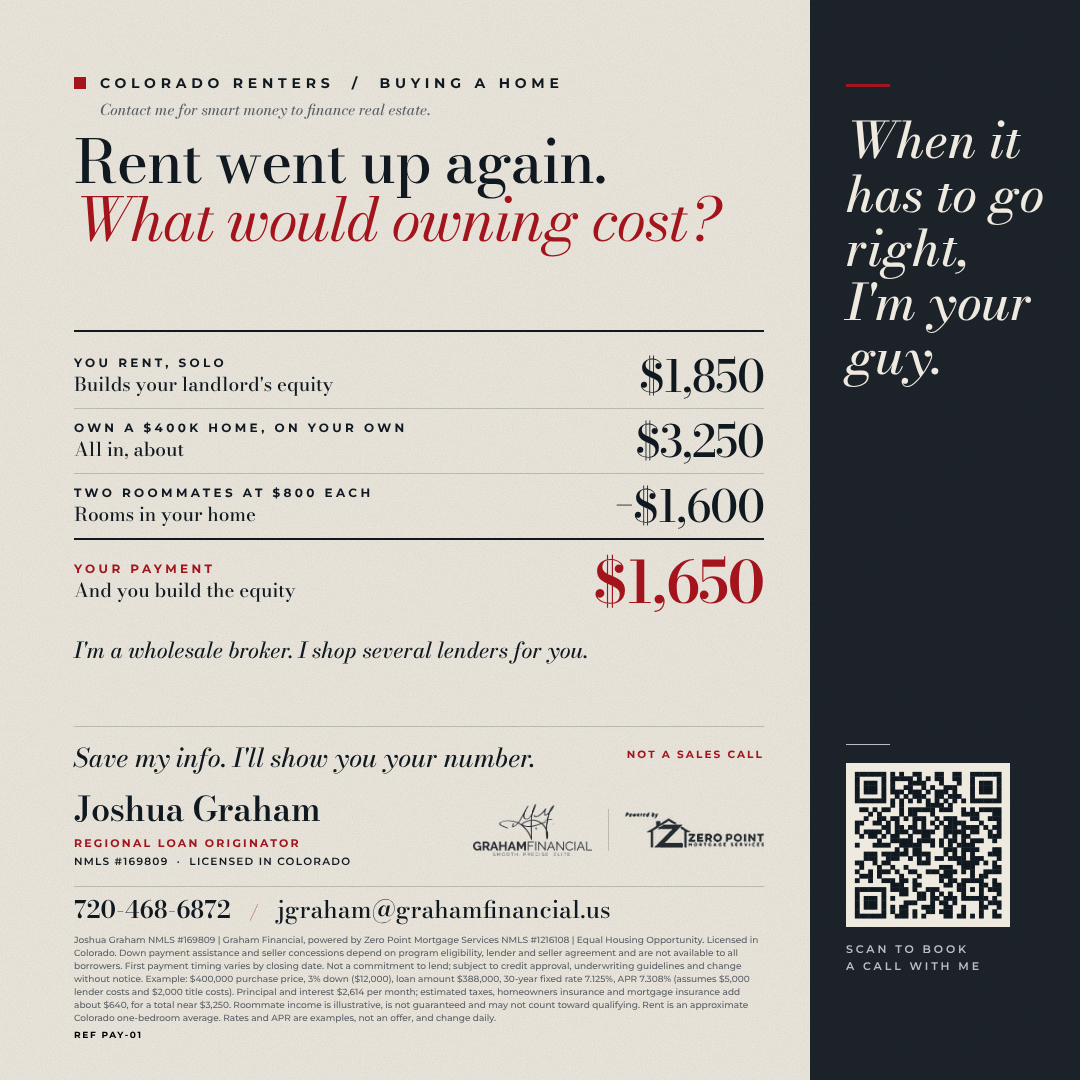 COLORADO RENTERS / BUYING A HOME
Contact me for smart money to finance real estate.
Rent went up again.
What would owning cost?
YOU RENT, SOLO
Builds your landlord's equity
$1,850
OWN A $400K HOME, ON YOUR OWN
All in, about
$3,250
TWO ROOMMATES AT $800 EACH
Rooms in your home
–$1,600
YOUR PAYMENT
And you build the equity
$1,650
I'm a wholesale broker. I shop several lenders for you.
Save my info. I'll show you your number.
NOT A SALES CALL
Joshua Graham
REGIONAL LOAN ORIGINATOR
NMLS #169809 · LICENSED IN COLORADO
GRAHAMFINANCIAL
SMOOTH. PRECISE. ELITE.
Powered by
ZERO POINT
MORTGAGE SERVICES
720-468-6872 / jgraham@grahamfinancial.us
Joshua Graham NMLS #169809 | Graham Financial, powered by Zero Point Mortgage Services NMLS #1216108 | Equal Housing Opportunity. Licensed in
Colorado. Down payment assistance and seller concessions depend on program eligibility, lender and seller agreement and are not available to all
borrowers. First payment timing varies by closing date. Not a commitment to lend; subject to credit approval, underwriting guidelines and change
without notice. Example: $400,000 purchase price, 3% down ($12,000), loan amount $388,000, 30-year fixed rate 7.125%, APR 7.308% (assumes $5,000
lender costs and $2,000 title costs). Principal and interest $2,614 per month; estimated taxes, homeowners insurance and mortgage insurance add
about $640, for a total near $3,250. Roommate income is illustrative, is not guaranteed and may not count toward qualifying. Rent is an approximate
Colorado one-bedroom average. Rates and APR are examples, not an offer, and change daily.
REF PAY-01
When it
has to go
right,
I'm your
guy.
SCAN TO BOOK
A CALL WITH ME